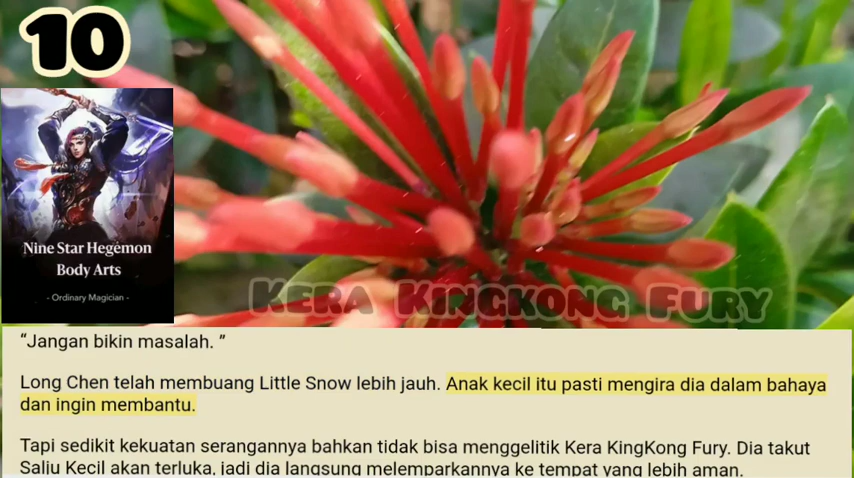 10
Nine Star Hegemon
Body Arts
- Ordinary Magician -
KERA KINGKONG FURY
“Jangan bikin masalah. ”
Long Chen telah membuang Little Snow lebih jauh. Anak kecil itu pasti mengira dia dalam bahaya
dan ingin membantu.
Tapi sedikit kekuatan serangannya bahkan tidak bisa menggelitik Kera KingKong Fury. Dia takut
Salju Kecil akan terluka, jadi dia langsung melemparkannya ke tempat yang lebih aman.